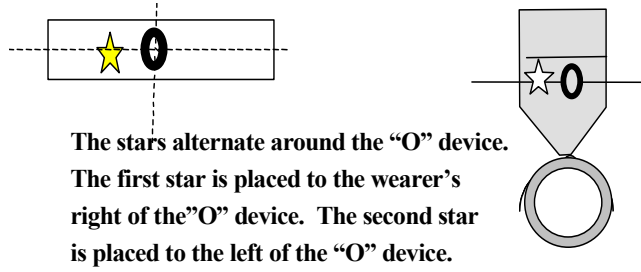 O
O
The stars alternate around the “O” device.
The first star is placed to the wearer’s
right of the”O” device.  The second star
is placed to the left of the “O” device.